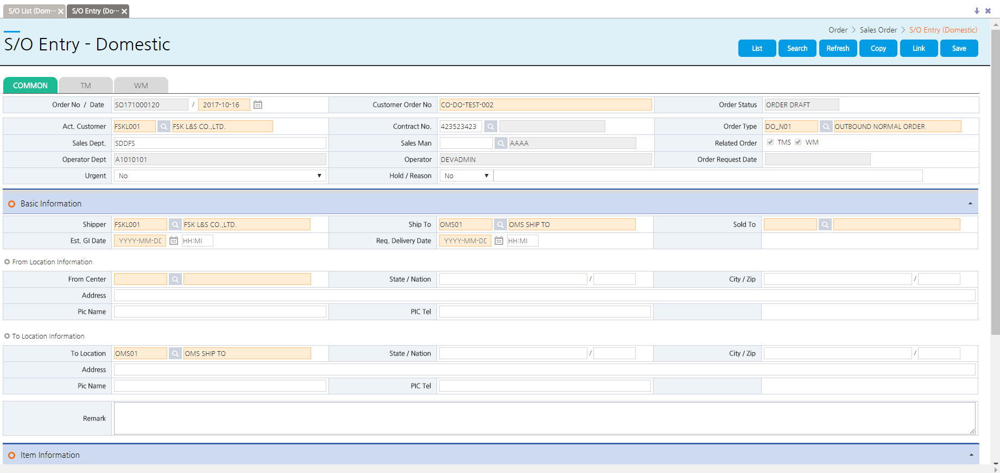 S/O List (Dom··· S/O Entry (Do···
Order > Sales Order > S/O Entry (Domestic)
S/O Entry - Domestic
List Search Refresh Copy Link Save
COMMON TM WM
Order No / Date SO171000120 / 2017-10-16 Customer Order No CO-DO-TEST-002 Order Status ORDER DRAFT
Act. Customer FSKL001 FSK L&S CO.,LTD. Contract No. 423523423 Order Type DO_N01 OUTBOUND NORMAL ORDER
Sales Dept. SDDFS Sales Man AAAA Related Order TMS WM
Operator Dept A1010101 Operator DEVADMIN Order Request Date
Urgent No Hold / Reason No
Basic Information
Shipper FSKL001 FSK L&S CO.,LTD. Ship To OMS01 OMS SHIP TO Sold To
Est. GI Date YYYY-MM-DD HH:MI Req. Delivery Date YYYY-MM-DD HH:MI
From Location Information
From Center State / Nation / City / Zip /
Address
Pic Name PIC Tel
To Location Information
To Location OMS01 OMS SHIP TO State / Nation / City / Zip /
Address
Pic Name PIC Tel
Remark
Item Information